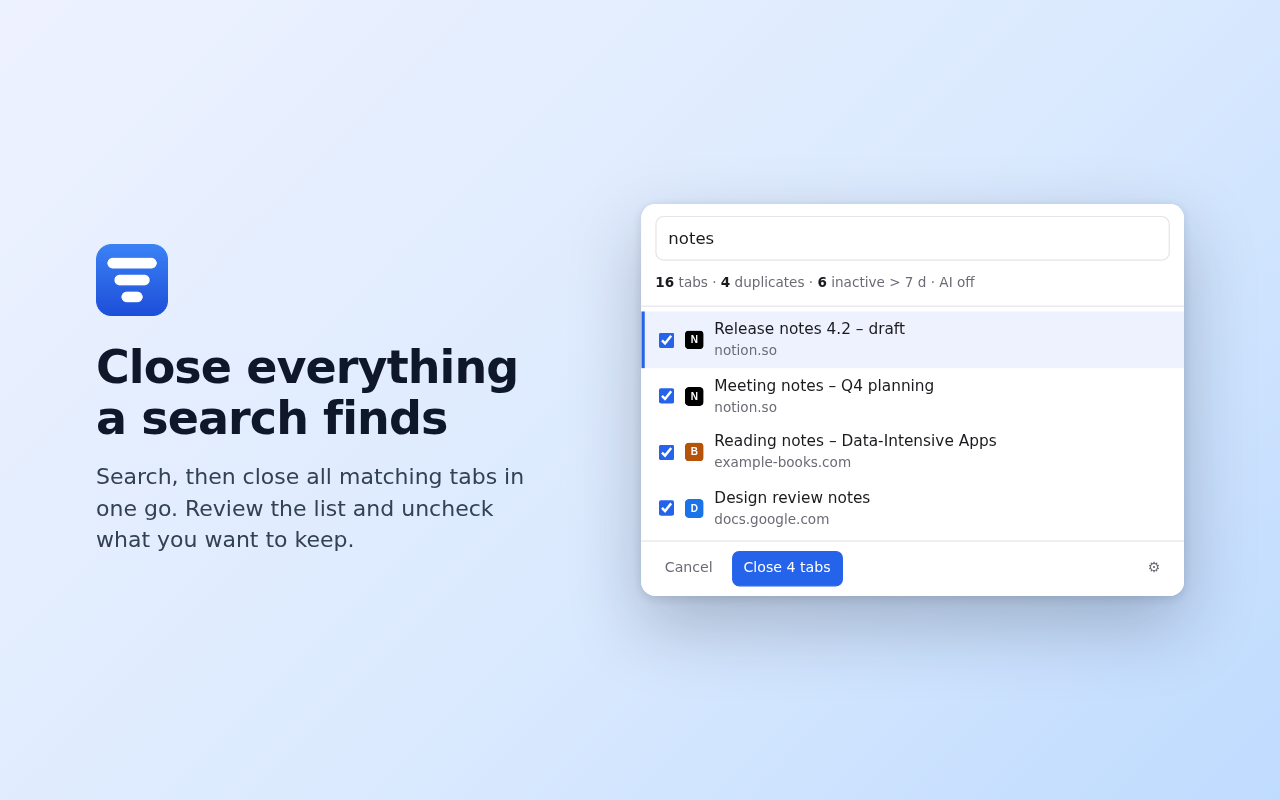 Close everything
a search finds
Search, then close all matching tabs in
one go. Review the list and uncheck
what you want to keep.
notes
16 tabs · 4 duplicates · 6 inactive > 7 d · AI off
N
Release notes 4.2 – draft
notion.so
N
Meeting notes – Q4 planning
notion.so
B
Reading notes – Data-Intensive Apps
example-books.com
D
Design review notes
docs.google.com
Cancel
Close 4 tabs